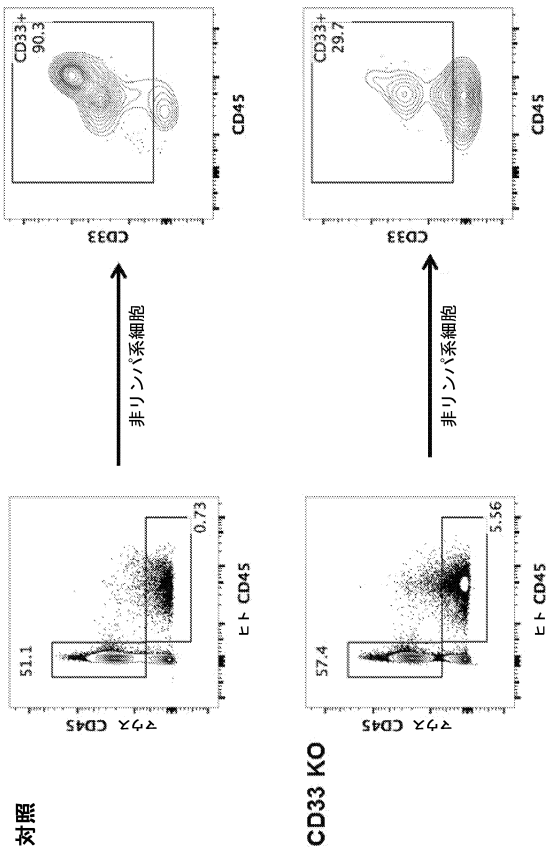 対照
51.1
0.73
マウス CD45
ヒト CD45
非リンパ系細胞
CD33+
90.3
CD33
CD45
CD33 KO
57.4
5.56
マウス CD45
ヒト CD45
非リンパ系細胞
CD33+
29.7
CD33
CD45